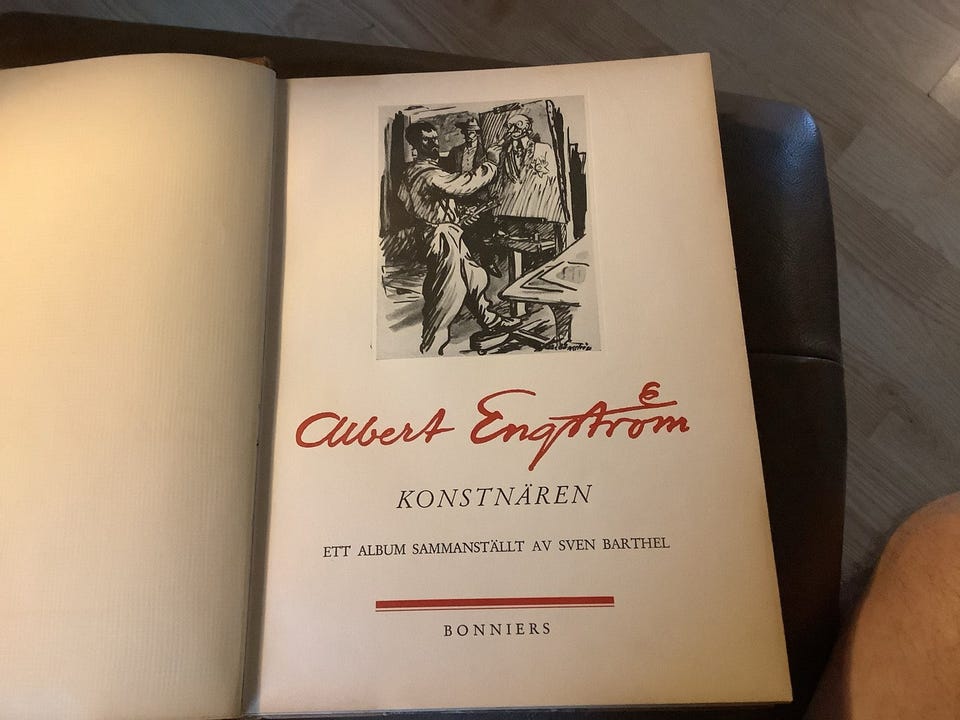 Albert Engström
KONSTNÄREN
ETT ALBUM SAMMANSTÄLLT AV SVEN BARTHEL
BONNIERS